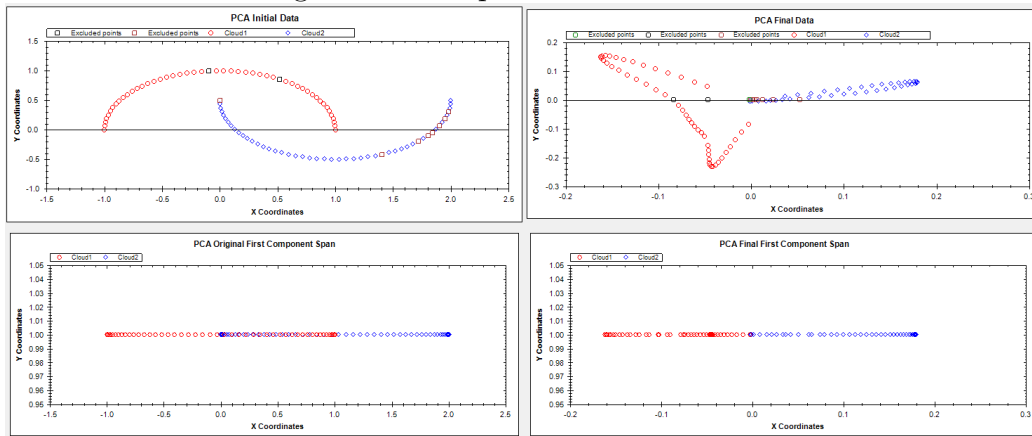 PCA Initial Data
Excluded points Excluded points Cloud1 Cloud2
1.5
1.0
0.5
0.0
-0.5
-1.0
Y Coordinates
-1.5 -1.0 -0.5 0.0 0.5 1.0 1.5 2.0 2.5
X Coordinates
PCA Final Data
Excluded points Excluded points Excluded points Cloud1 Cloud2
0.2
0.1
0.0
-0.1
-0.2
-0.3
Y Coordinates
-0.2 -0.1 0.0 0.1 0.2 0.3
X Coordinates
PCA Original First Component Span
Cloud1 Cloud2
1.05
1.04
1.03
1.02
1.01
1.00
0.99
0.98
0.97
0.96
0.95
Y Coordinates
-1.5 -1.0 -0.5 0.0 0.5 1.0 1.5 2.0 2.5
X Coordinates
PCA Final First Component Span
Cloud1 Cloud2
1.05
1.04
1.03
1.02
1.01
1.00
0.99
0.98
0.97
0.96
0.95
Y Coordinates
-0.2 -0.1 0.0 0.1 0.2 0.3
X Coordinates